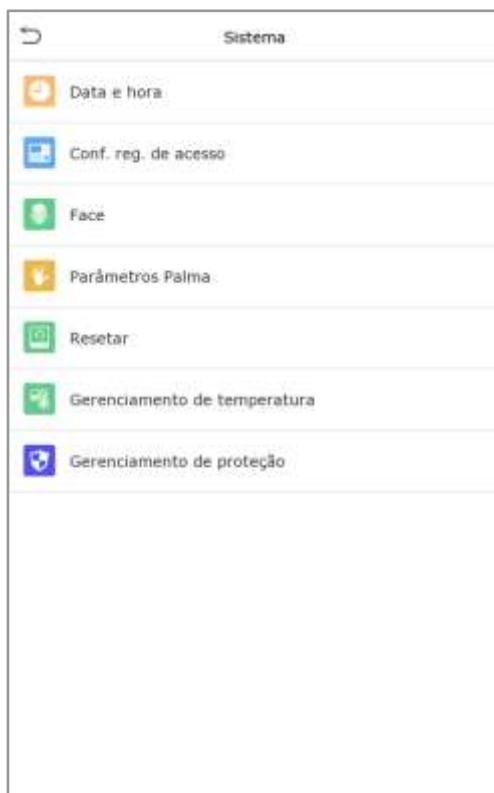 Sistema
Data e hora
Conf. reg. de acesso
Face
Parâmetros Palma
Resetar
Gerenciamento de temperatura
Gerenciamento de proteção